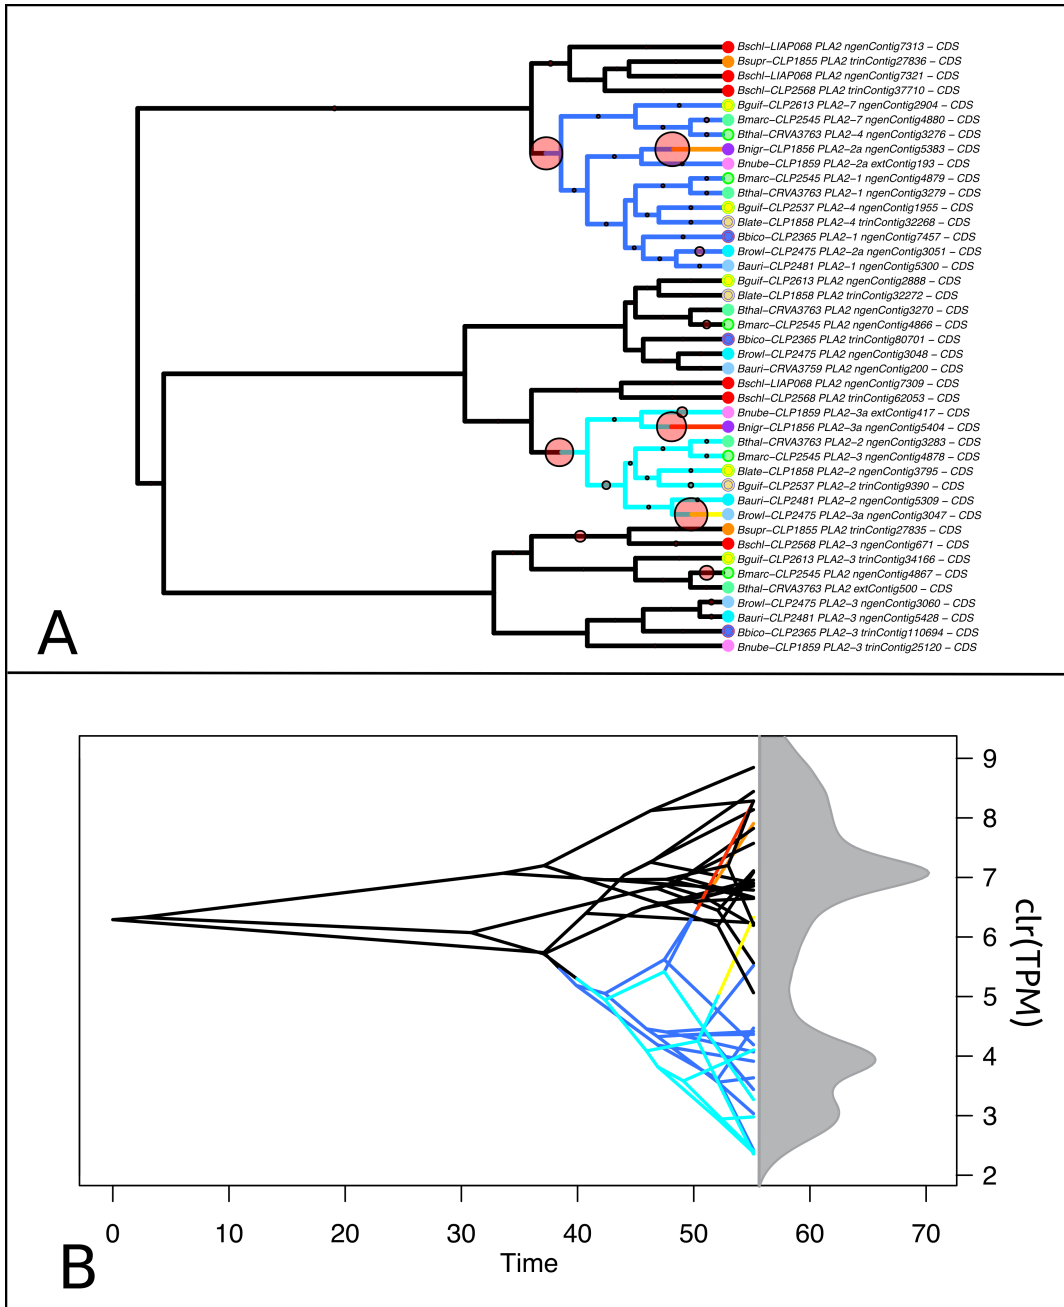 Bschl−LIAP068 PLA2 ngenContig7313 − CDS
Bsupr−CLP1855 PLA2 trinContig27836 − CDS
Bschl−LIAP068 PLA2 ngenContig7321 − CDS
Bschl−CLP2568 PLA2 trinContig37710 − CDS
Bguif−CLP2613 PLA2−7 ngenContig2904 − CDS
Bmarc−CLP2545 PLA2−7 ngenContig4880 − CDS
Bthal−CRVA3763 PLA2−4 ngenContig3276 − CDS
Bnigr−CLP1856 PLA2−2a ngenContig5383 − CDS
Bnube−CLP1859 PLA2−2a extContig193 − CDS
Bmarc−CLP2545 PLA2−1 ngenContig4879 − CDS
Bthal−CRVA3763 PLA2−1 ngenContig3279 − CDS
Bguif−CLP2537 PLA2−4 ngenContig1955 − CDS
Blate−CLP1858 PLA2−4 trinContig32268 − CDS
Bbico−CLP2365 PLA2−1 ngenContig7457 − CDS
Browl−CLP2475 PLA2−2a ngenContig3051 − CDS
Bauri−CLP2481 PLA2−1 ngenContig5300 − CDS
Bguif−CLP2613 PLA2 ngenContig2888 − CDS
Blate−CLP1858 PLA2 trinContig32272 − CDS
Bthal−CRVA3763 PLA2 ngenContig3270 − CDS
Bmarc−CLP2545 PLA2 ngenContig4866 − CDS
Bbico−CLP2365 PLA2 trinContig80701 − CDS
Browl−CLP2475 PLA2 ngenContig3048 − CDS
Bauri−CRVA3759 PLA2 ngenContig200 − CDS
Bschl−LIAP068 PLA2 ngenContig7309 − CDS
Bschl−CLP2568 PLA2 trinContig62053 − CDS
Bnube−CLP1859 PLA2−3a extContig417 − CDS
Bnigr−CLP1856 PLA2−3a ngenContig5404 − CDS
Bthal−CRVA3763 PLA2−2 ngenContig3283 − CDS
Bmarc−CLP2545 PLA2−3 ngenContig4878 − CDS
Blate−CLP1858 PLA2−2 ngenContig3795 − CDS
Bguif−CLP2537 PLA2−2 trinContig9390 − CDS
Bauri−CLP2481 PLA2−2 ngenContig5309 − CDS
Browl−CLP2475 PLA2−3a ngenContig3047 − CDS
Bsupr−CLP1855 PLA2 trinContig27835 − CDS
Bschl−CLP2568 PLA2−3 ngenContig671 − CDS
Bguif−CLP2613 PLA2−3 trinContig34166 − CDS
Bmarc−CLP2545 PLA2 ngenContig4867 − CDS
Bthal−CRVA3763 PLA2 extContig500 − CDS
Browl−CLP2475 PLA2−3 ngenContig3060 − CDS
Bauri−CLP2481 PLA2−3 ngenContig5428 − CDS
Bbico−CLP2365 PLA2−3 trinContig110694 − CDS
Bnube−CLP1859 PLA2−3 trinContig25120 − CDS
A
9
8
7
6
5
4
3
2
clr(TPM)
0 10 20 30 40 50 60 70
Time
B